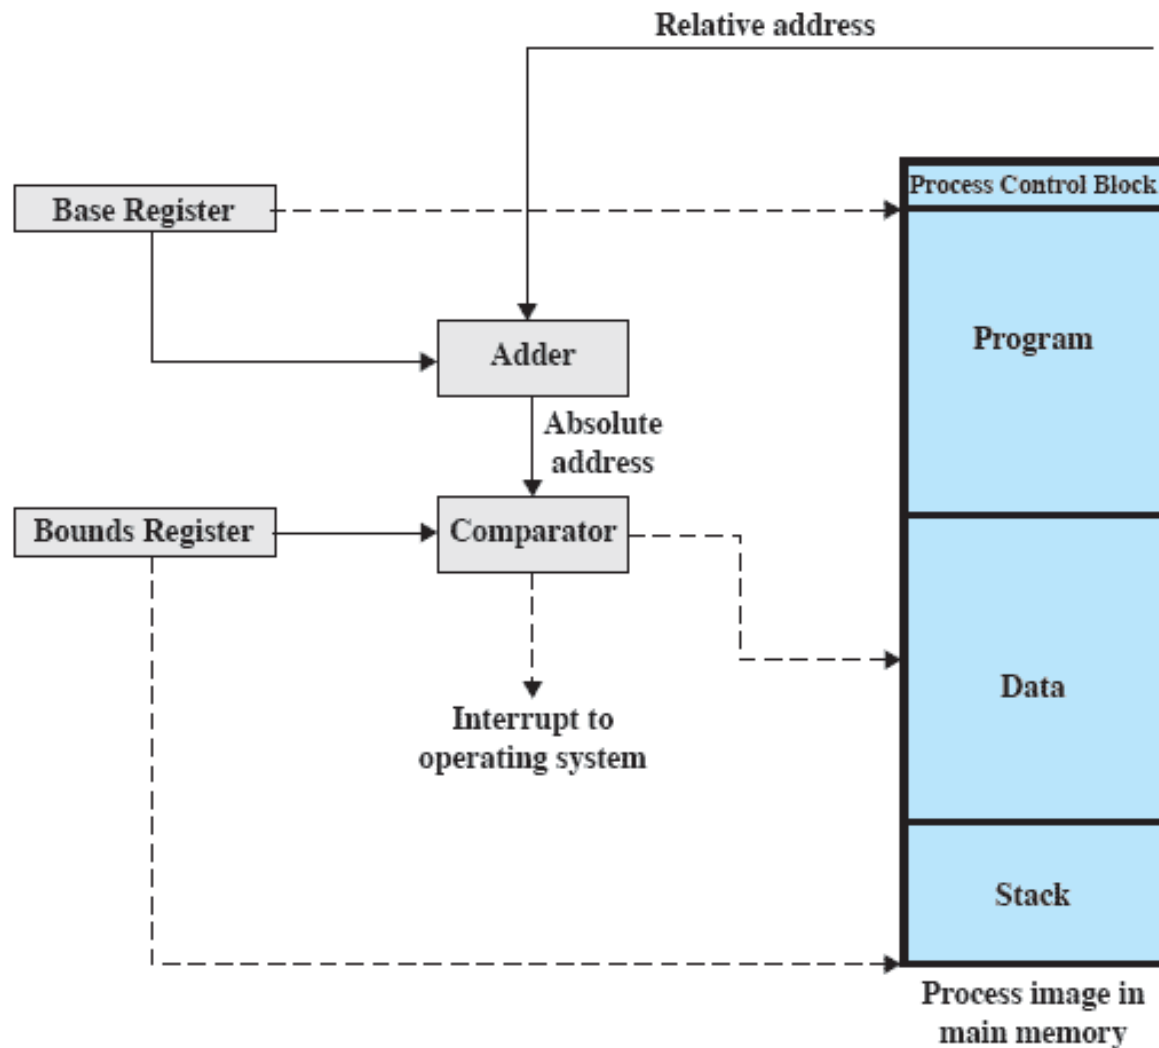 Relative address
Process Control Block
Base Register
Program
Adder
Absolute
address
Bounds Register
Comparator
Data
Interrupt to
operating system
Stack
Process image in
main memory